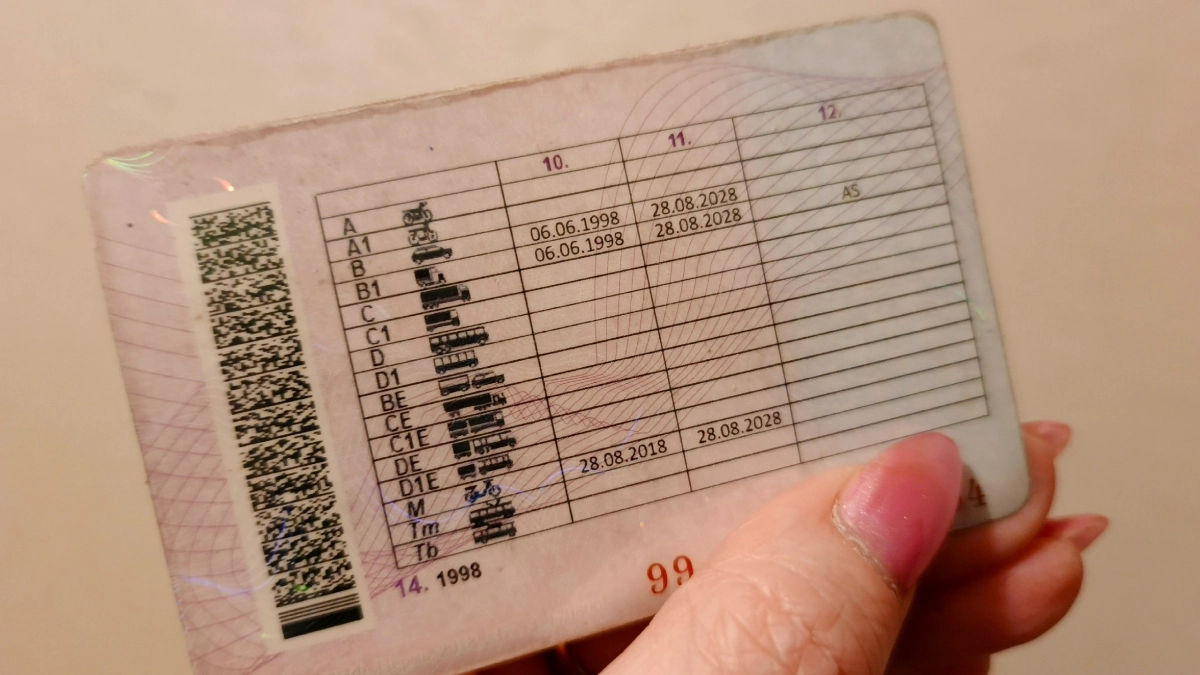 10. 11. 12.
A
A1
B 06.06.1998 28.08.2028
B1 06.06.1998 28.08.2028 AS
C
C1
D
D1
BE
CE
C1E
DE
D1E
M 28.08.2018 28.08.2028
Tm
Tb
14. 1998
99 4